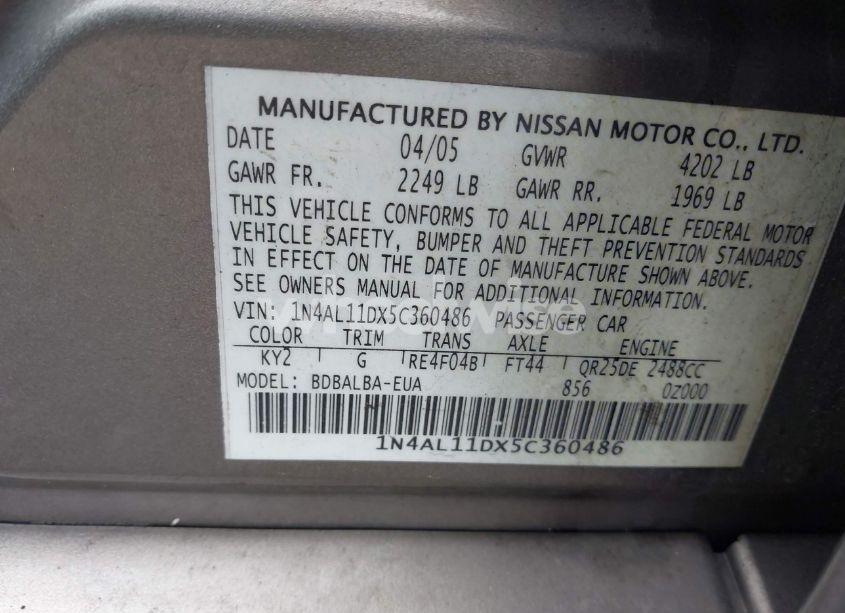 MANUFACTURED BY NISSAN MOTOR CO., LTD.
DATE 04/05 GVWR 4202 LB
GAWR FR. 2249 LB GAWR RR. 1969 LB
THIS VEHICLE CONFORMS TO ALL APPLICABLE FEDERAL MOTOR
VEHICLE SAFETY, BUMPER AND THEFT PREVENTION STANDARDS
IN EFFECT ON THE DATE OF MANUFACTURE SHOWN ABOVE.
SEE OWNERS MANUAL FOR ADDITIONAL INFORMATION.
VIN: 1N4AL11DX5C360486 PASSENGER CAR
COLOR TRIM TRANS AXLE ENGINE
KY2 G RE4F04B FT44 QR25DE 2488CC
MODEL: BDBALBA-EUA 856 0Z000
1N4AL11DX5C360486